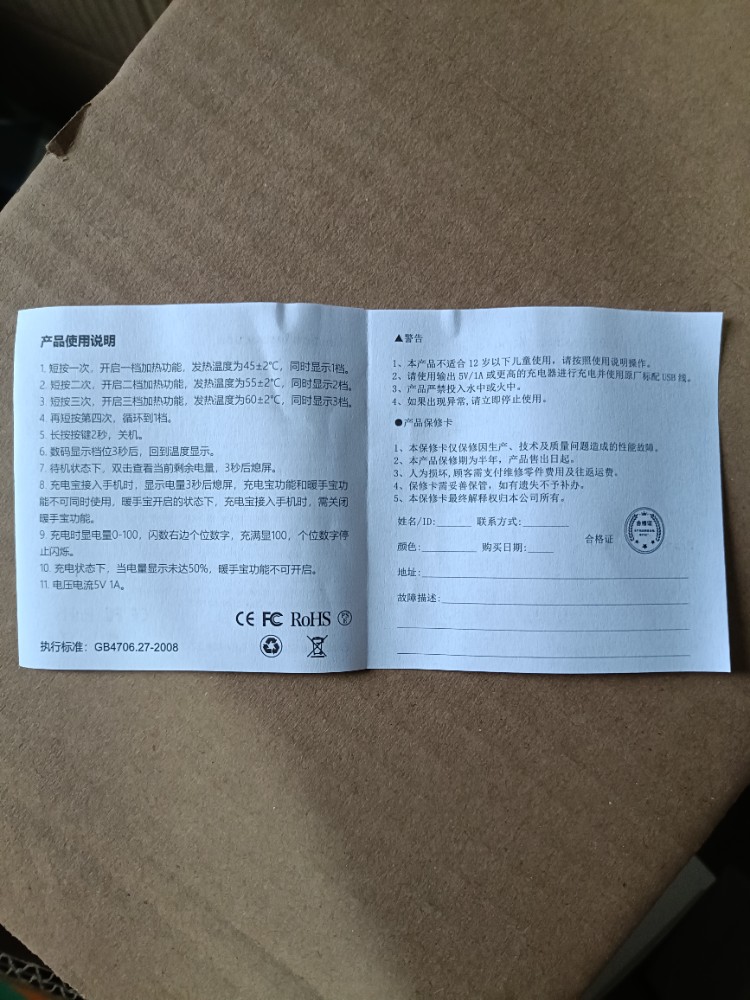 产品使用说明
1. 短按一次，开启一档加热功能，发热温度为45±2℃，同时显示1档。
2. 短按二次，开启二档加热功能，发热温度为55±2℃，同时显示2档。
3. 短按三次，开启三档加热功能，发热温度为60±2℃，同时显示3档。
4. 再短按第四次，循环到1档。
5. 长按按键2秒，关机。
6. 数码显示档位3秒后，回到温度显示。
7. 待机状态下，双击查看当前剩余电量，3秒后熄屏。
8. 充电宝接入手机时，显示电量3秒后熄屏，充电宝功能和暖手宝功
能不可同时使用，暖手宝开启的状态下，充电宝接入手机时，需关闭
暖手宝功能。
9. 充电时显电量0-100，闪数右边个位数字，充满显100，个位数字停
止闪烁。
10. 充电状态下，当电量显示未达50%，暖手宝功能不可开启。
11. 电压电流5V 1A。
CE FC RoHS
执行标准：GB4706.27-2008
▲警告
1、本产品不适合12岁以下儿童使用，请按照使用说明操作。
2、请使用输出5V/1A或更高的充电器进行充电并使用原厂标配USB线。
3、产品严禁投入水中或火中。
4、如果出现异常,请立即停止使用。
●产品保修卡
1、本保修卡仅保修因生产、技术及质量问题造成的性能故障。
2、本产品保修期为半年，产品售出日起。
3、人为损坏,顾客需支付维修零件费用及往返运费。
4、保修卡需妥善保管，如有遗失不予补办。
5、本保修卡最终解释权归本公司所有。
姓名/ID:______ 联系方式:______
颜色:_________ 购买日期:____
合格证
合格证
地址:
故障描述: